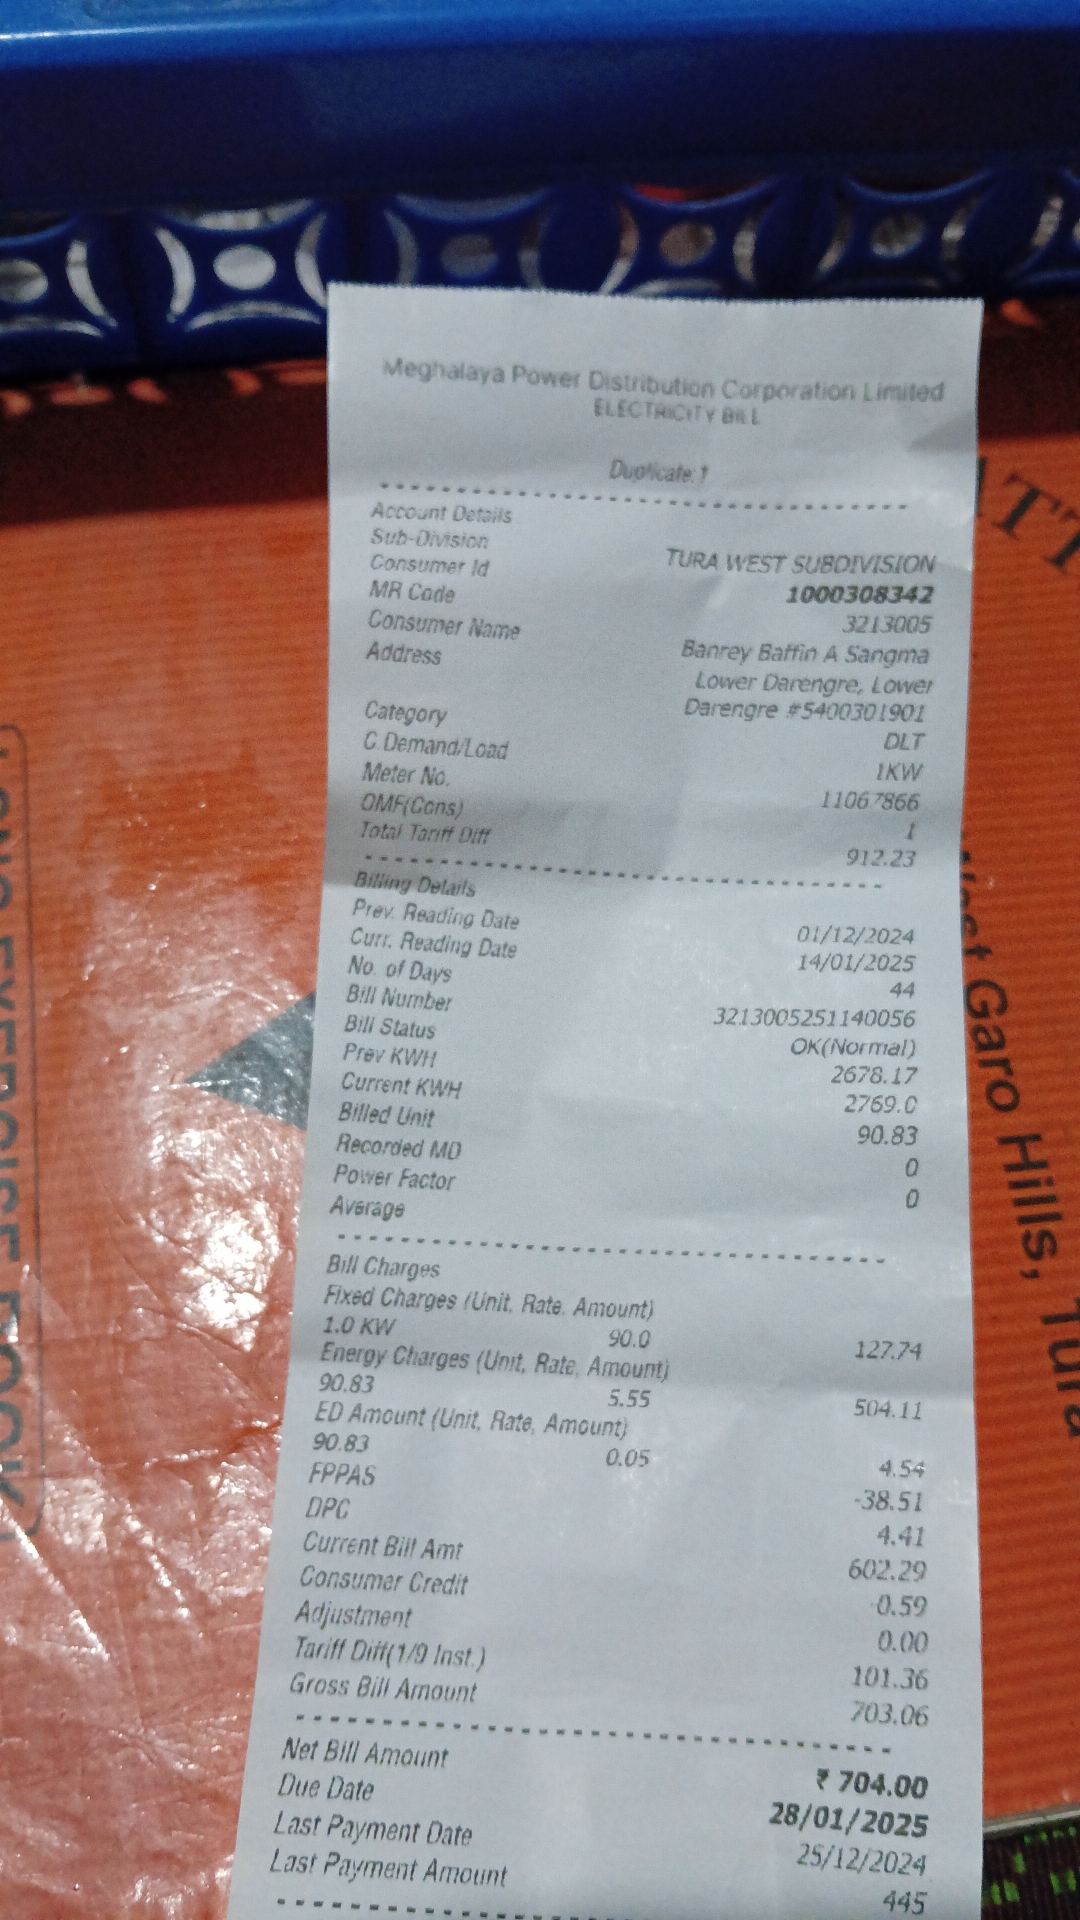 Meghalaya Power Distribution Corporation Limited
ELECTRICITY BILL
Duplicate:1
Account Details
Sub-Division TURA WEST SUBDIVISION
Consumer Id 1000308342
MR Code 3213005
Consumer Name Banrey Baffin A Sangma
Address Lower Darengre, Lower
Darengre #5400301901
Category DLT
C.Demand/Load 1KW
Meter No. 11067866
OMF(Cons) 1
Total Tariff Diff 912.23
Billing Details
Prev. Reading Date 01/12/2024
Curr. Reading Date 14/01/2025
No. of Days 44
Bill Number 3213005251140056
Bill Status OK(Normal)
Prev KWH 2678.17
Current KWH 2769.0
Billed Unit 90.83
Recorded MD 0
Power Factor 0
Average
Bill Charges
Fixed Charges (Unit, Rate, Amount)
1.0 KW 90.0 127.74
Energy Charges (Unit, Rate, Amount)
90.83 5.55 504.11
ED Amount (Unit, Rate, Amount)
90.83 0.05 4.54
FPPAS -38.51
DPC 4.41
Current Bill Amt 602.29
Consumer Credit -0.59
Adjustment 0.00
Tariff Diff(1/9 Inst.) 101.36
Gross Bill Amount 703.06
Net Bill Amount ₹ 704.00
Due Date 28/01/2025
Last Payment Date 25/12/2024
Last Payment Amount 445
LONG EXERCISE BOOK
West Garo Hills, Tura